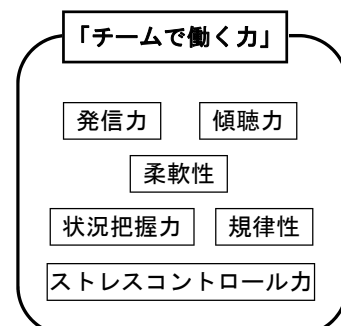 「チームで働く力」
発信力 傾聴力
柔軟性
状況把握力 規律性
ストレスコントロール力